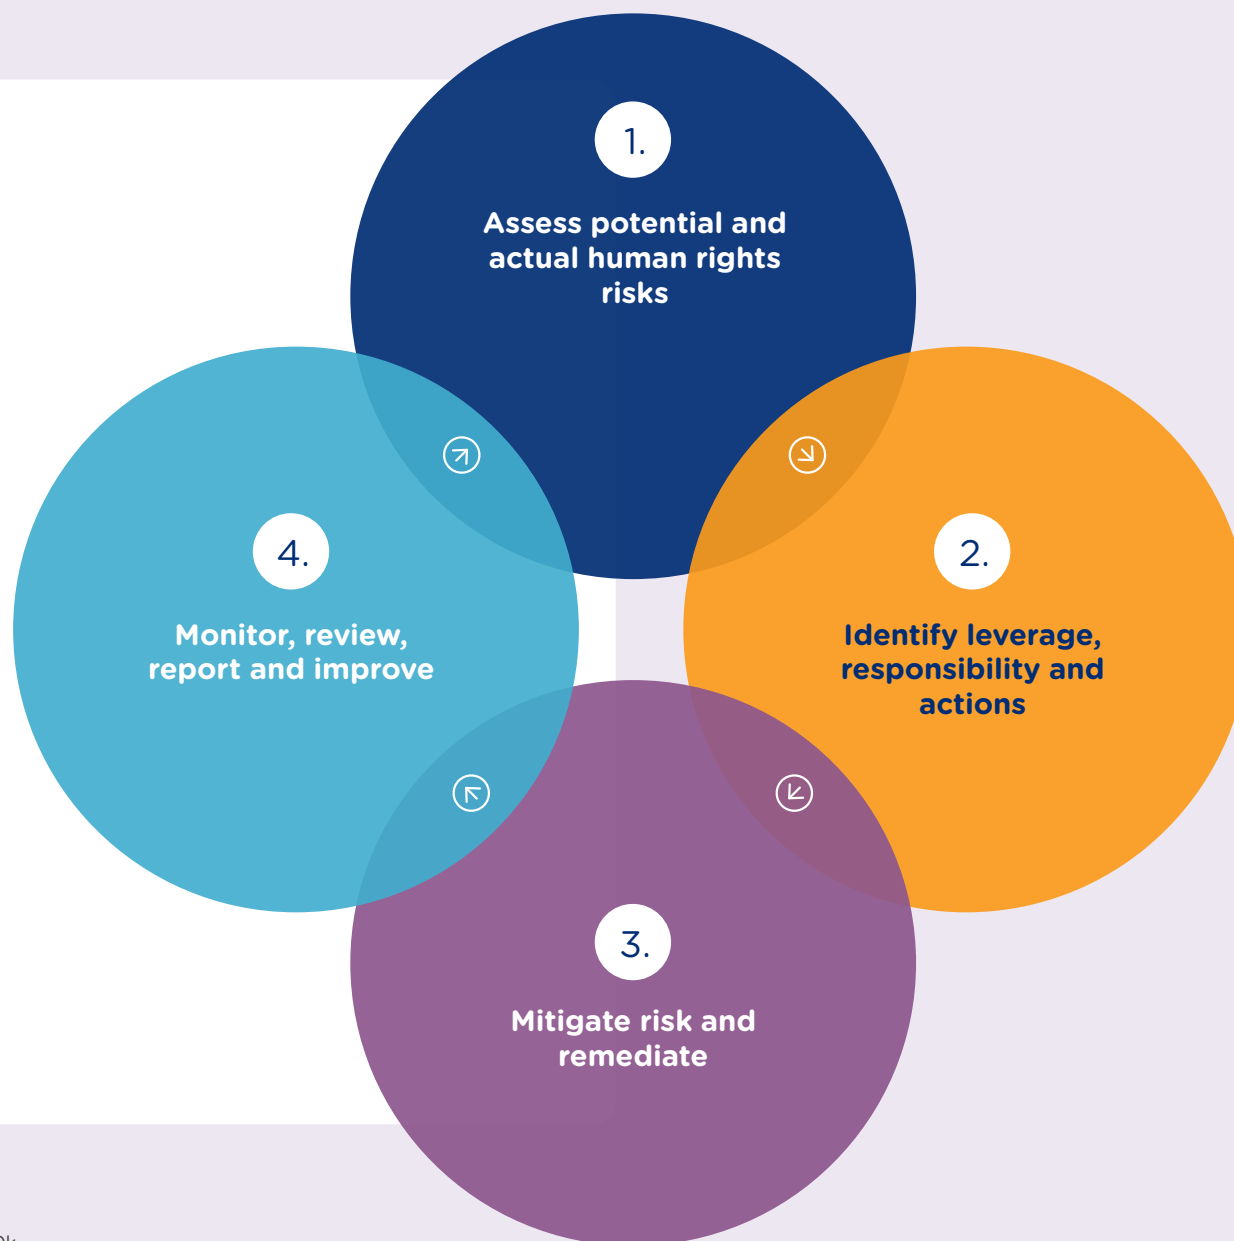 1.
Assess potential and
actual human rights
risks
2.
Identify leverage,
responsibility and
actions
3.
Mitigate risk and
remediate
4.
Monitor, review,
report and improve